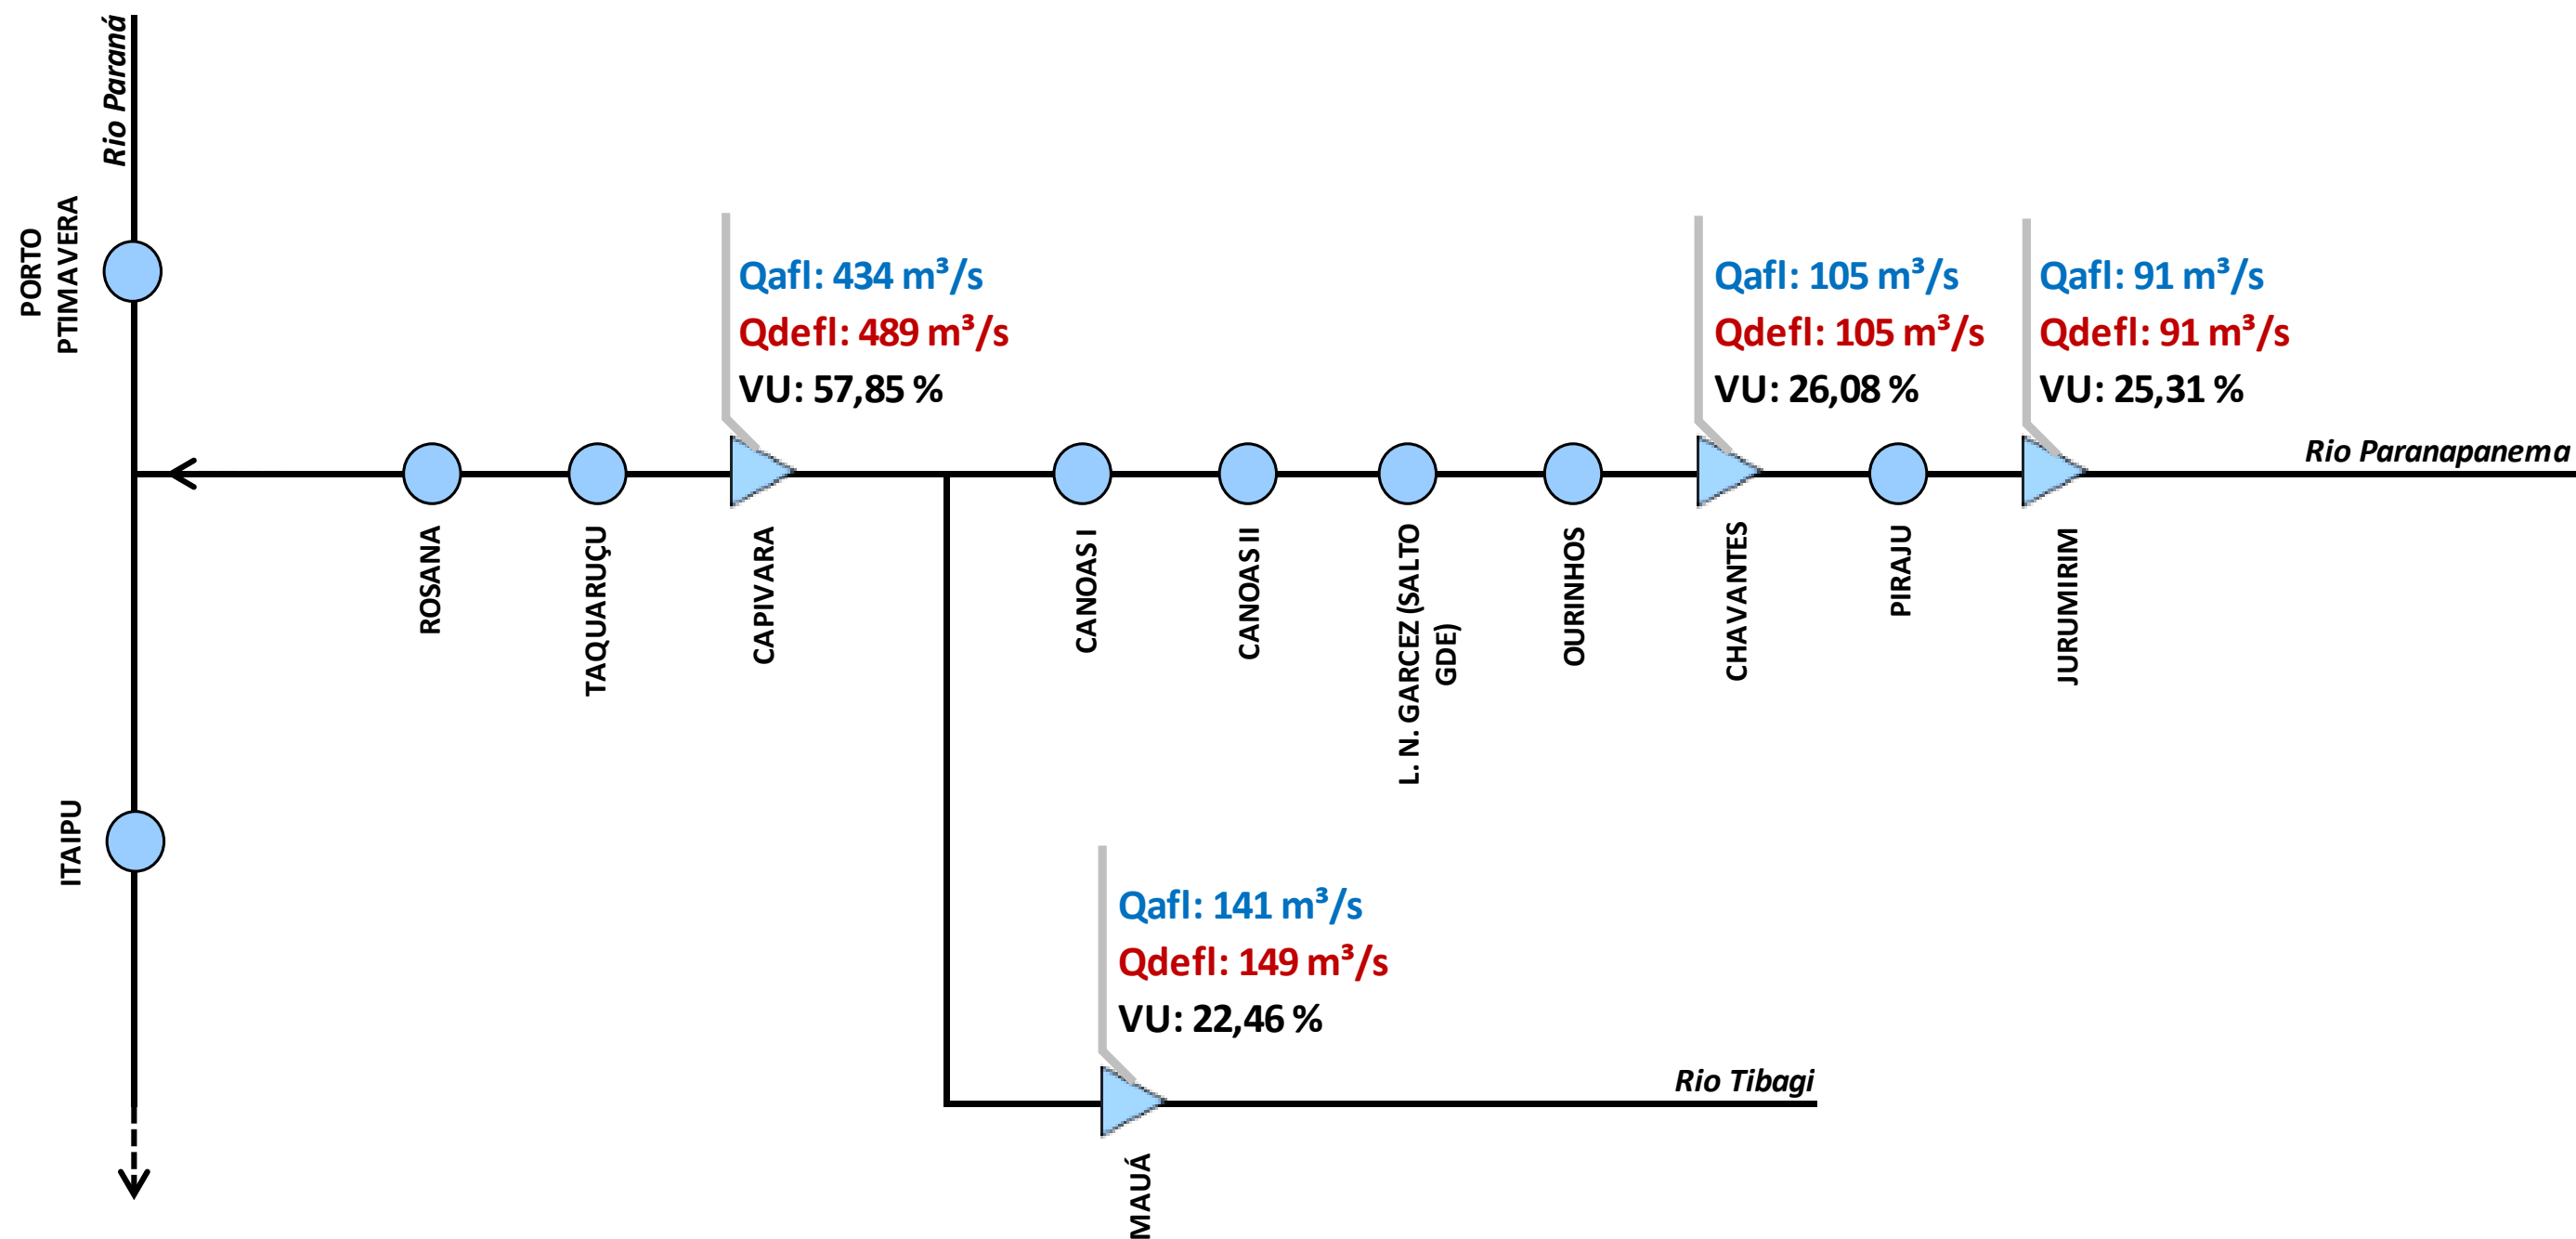 Rio Paraná
PORTO
PTIMAVERA
Qafl: 434 m³/s
Qdefl: 489 m³/s
VU: 57,85 %
Qafl: 105 m³/s
Qdefl: 105 m³/s
VU: 26,08 %
Qafl: 91 m³/s
Qdefl: 91 m³/s
VU: 25,31 %
Rio Paranapanema
ROSANA
TAQUARUÇU
CAPIVARA
CANOAS I
CANOAS II
L. N. GARCEZ (SALTO
GDE)
OURINHOS
CHAVANTES
PIRAJU
JURUMIRIM
ITAIPU
Qafl: 141 m³/s
Qdefl: 149 m³/s
VU: 22,46 %
Rio Tibagi
MAUÁ